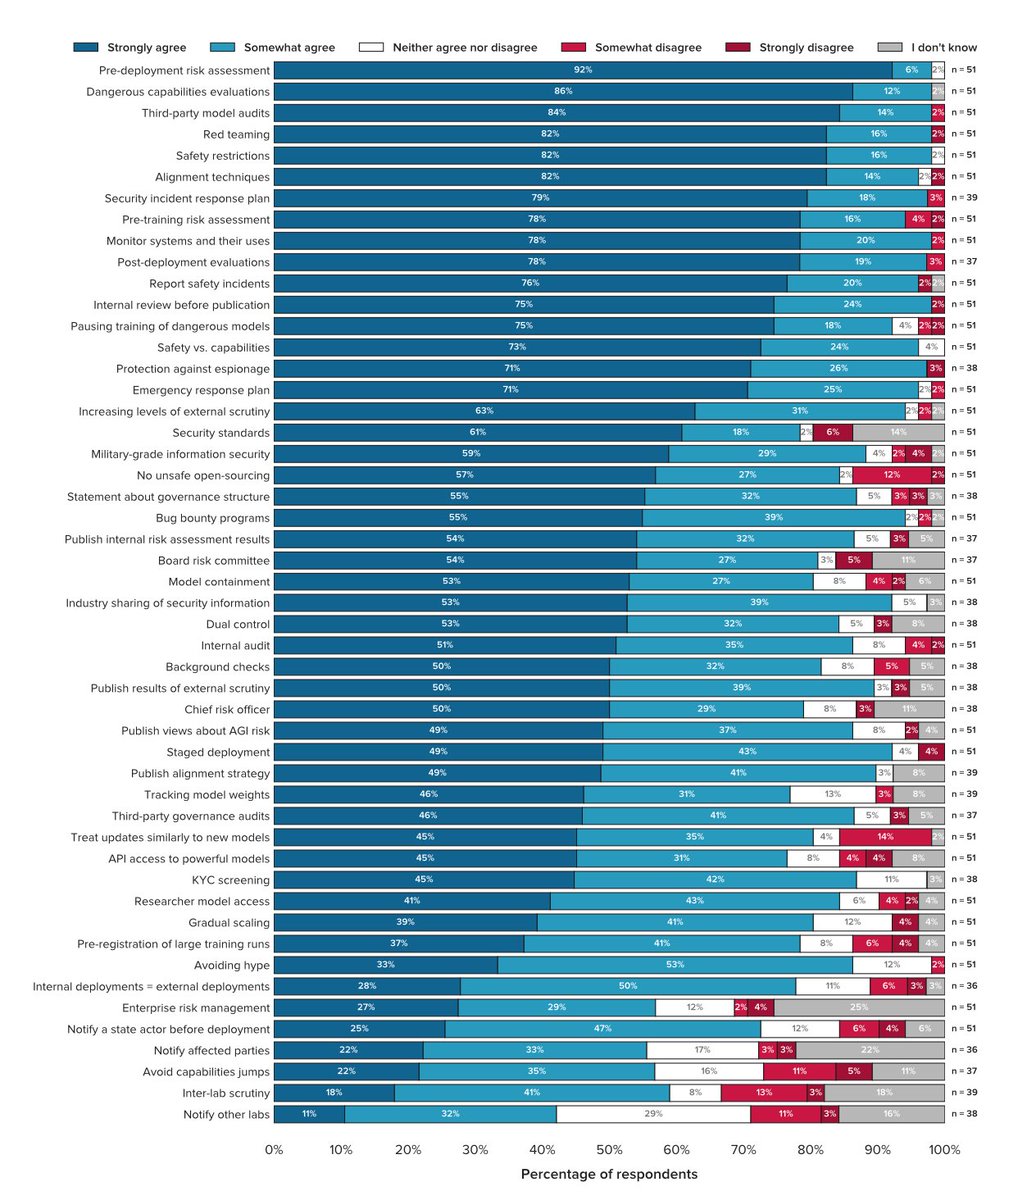 Strongly agree Somewhat agree Neither agree nor disagree Somewhat disagree Strongly disagree I don't know
Pre-deployment risk assessment 92% 6% 2% n = 51
Dangerous capabilities evaluations 86% 12% 2% n = 51
Third-party model audits 84% 14% 2% n = 51
Red teaming 82% 16% 2% n = 51
Safety restrictions 82% 16% 2% n = 51
Alignment techniques 82% 14% 2% 2% n = 51
Security incident response plan 79% 18% 3% n = 39
Pre-training risk assessment 78% 16% 4% 2% n = 51
Monitor systems and their uses 78% 20% 2% n = 51
Post-deployment evaluations 78% 19% 3% n = 37
Report safety incidents 76% 20% 2% 2% n = 51
Internal review before publication 75% 24% 2% n = 51
Pausing training of dangerous models 75% 18% 4% 2% 2% n = 51
Safety vs. capabilities 73% 24% 4% n = 51
Protection against espionage 71% 26% 3% n = 38
Emergency response plan 71% 25% 2% 2% n = 51
Increasing levels of external scrutiny 63% 31% 2% 2% 2% n = 51
Security standards 61% 18% 2% 6% 14% n = 51
Military-grade information security 59% 29% 4% 2% 4% 2% n = 51
No unsafe open-sourcing 57% 27% 2% 12% 2% n = 51
Statement about governance structure 55% 32% 5% 3% 3% 3% n = 38
Bug bounty programs 55% 39% 2% 2% 2% n = 51
Publish internal risk assessment results 54% 32% 5% 3% 5% n = 37
Board risk committee 54% 27% 3% 5% 11% n = 37
Model containment 53% 27% 8% 4% 2% 6% n = 51
Industry sharing of security information 53% 39% 5% 3% n = 38
Dual control 53% 32% 5% 3% 8% n = 38
Internal audit 51% 35% 8% 4% 2% n = 51
Background checks 50% 32% 8% 5% 5% n = 38
Publish results of external scrutiny 50% 39% 3% 3% 5% n = 38
Chief risk officer 50% 29% 8% 3% 11% n = 38
Publish views about AGI risk 49% 37% 8% 2% 4% n = 51
Staged deployment 49% 43% 4% 4% n = 51
Publish alignment strategy 49% 41% 3% 8% n = 39
Tracking model weights 46% 31% 13% 3% 8% n = 39
Third-party governance audits 46% 41% 5% 3% 5% n = 37
Treat updates similarly to new models 45% 35% 4% 14% 2% n = 51
API access to powerful models 45% 31% 8% 4% 4% 8% n = 51
KYC screening 45% 42% 11% 3% n = 38
Researcher model access 41% 43% 6% 4% 2% 4% n = 51
Gradual scaling 39% 41% 12% 4% 4% n = 51
Pre-registration of large training runs 37% 41% 8% 6% 4% 4% n = 51
Avoiding hype 33% 53% 12% 2% n = 51
Internal deployments = external deployments 28% 50% 11% 6% 3% 3% n = 36
Enterprise risk management 27% 29% 12% 2% 4% 25% n = 51
Notify a state actor before deployment 25% 47% 12% 6% 4% 6% n = 51
Notify affected parties 22% 33% 17% 3% 3% 22% n = 36
Avoid capabilities jumps 22% 35% 16% 11% 5% 11% n = 37
Inter-lab scrutiny 18% 41% 8% 13% 3% 18% n = 39
Notify other labs 11% 32% 29% 11% 3% 16% n = 38
0% 10% 20% 30% 40% 50% 60% 70% 80% 90% 100%
Percentage of respondents